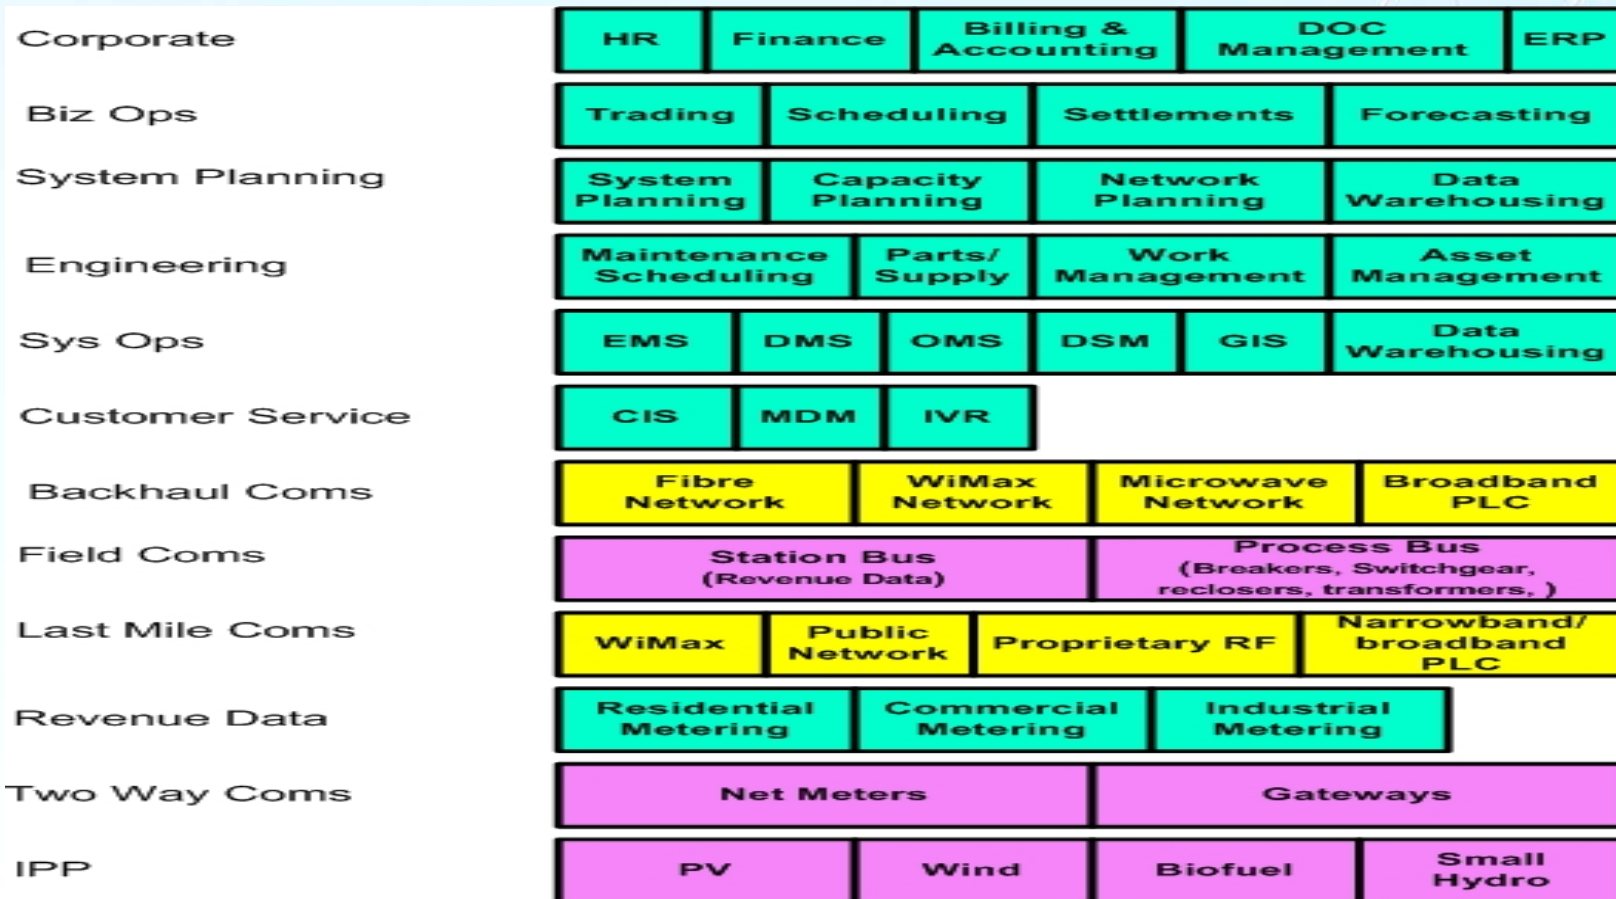 Corporate
HR
Finance
Billing &
Accounting
DOC
Management
ERP
Biz Ops
Trading
Scheduling
Settlements
Forecasting
System Planning
System
Planning
Capacity
Planning
Network
Planning
Data
Warehousing
Engineering
Maintenance
Scheduling
Parts/
Supply
Work
Management
Asset
Management
Sys Ops
EMS
DMS
OMS
DSM
GIS
Data
Warehousing
Customer Service
CIS
MDM
IVR
Backhaul Coms
Fibre
Network
WiMax
Network
Microwave
Network
Broadband
PLC
Field Coms
Station Bus
(Revenue Data)
Process Bus
(Breakers, Switchgear,
reclosers, transformers, )
Last Mile Coms
WiMax
Public
Network
Proprietary RF
Narrowband/
broadband
PLC
Revenue Data
Residential
Metering
Commercial
Metering
Industrial
Metering
Two Way Coms
Net Meters
Gateways
IPP
PV
Wind
Biofuel
Small
Hydro